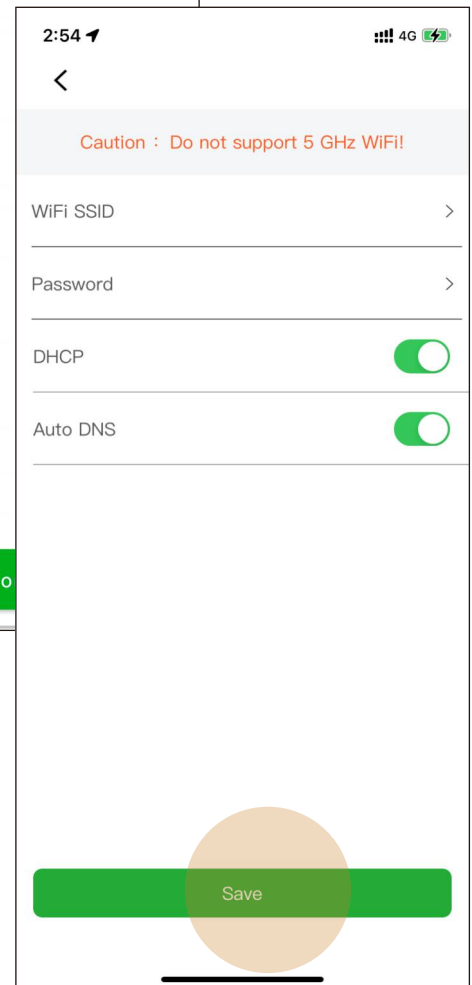 2:54 4G
Caution : Do not support 5 GHz WiFi!
WiFi SSID
Password
DHCP
Auto DNS
o
Save